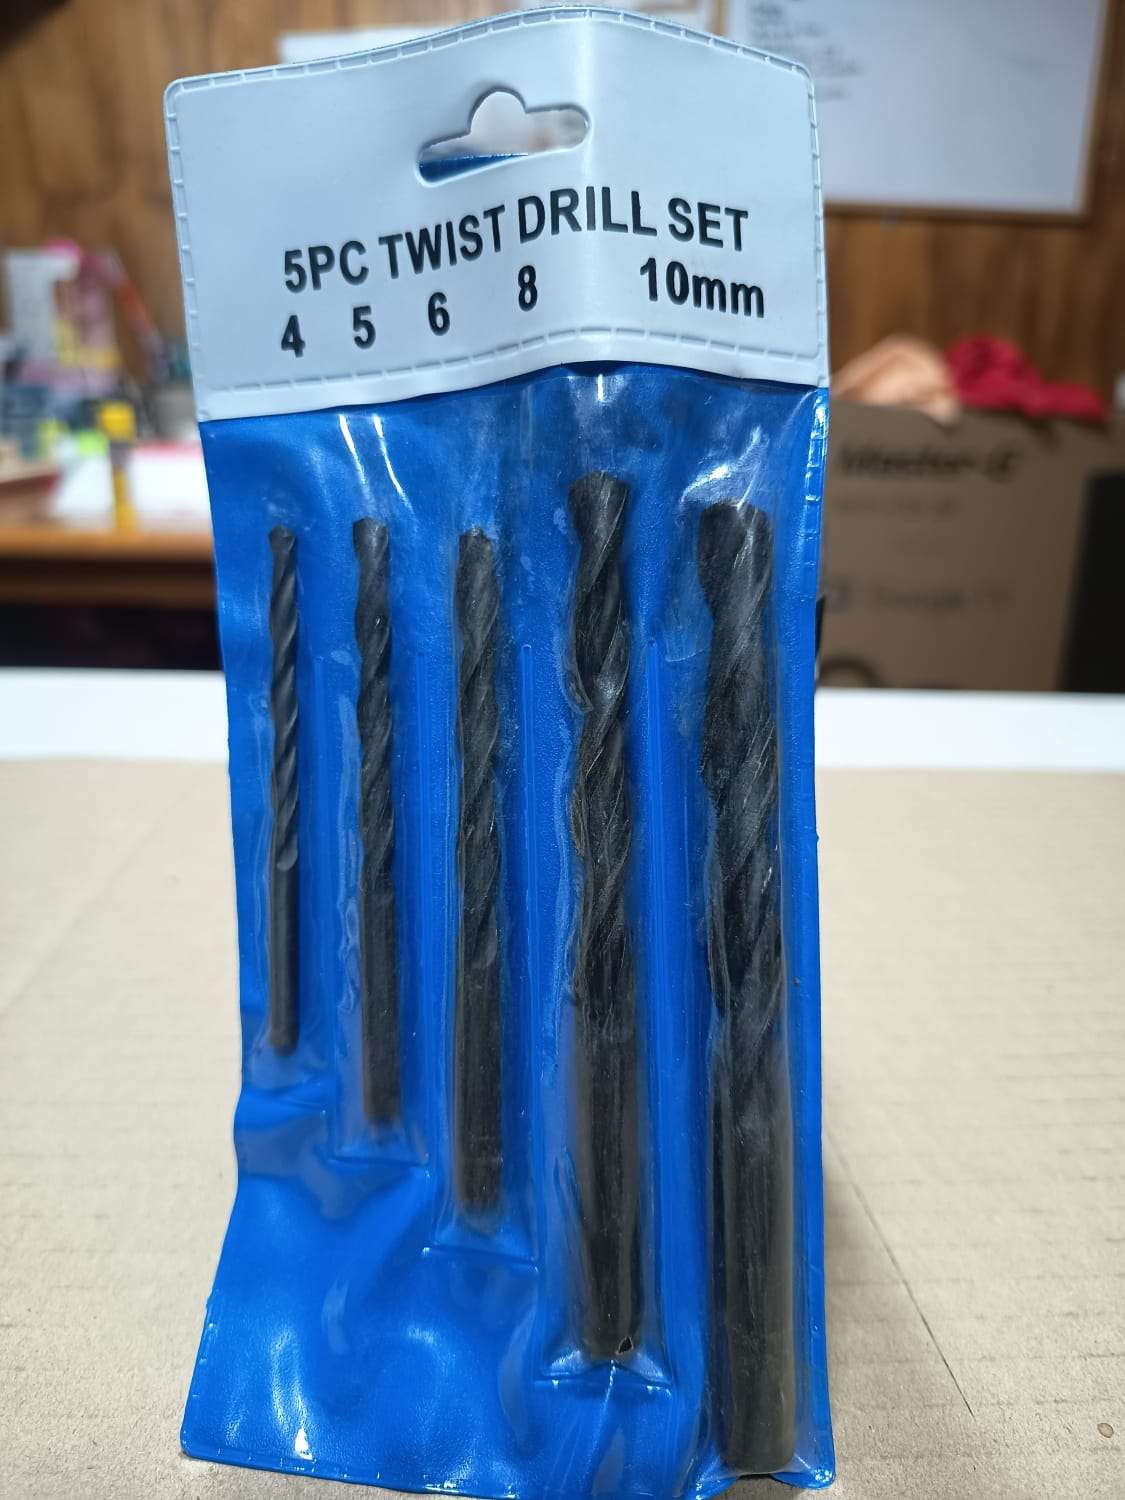 5PC TWIST DRILL SET
4 5 6 8 10mm